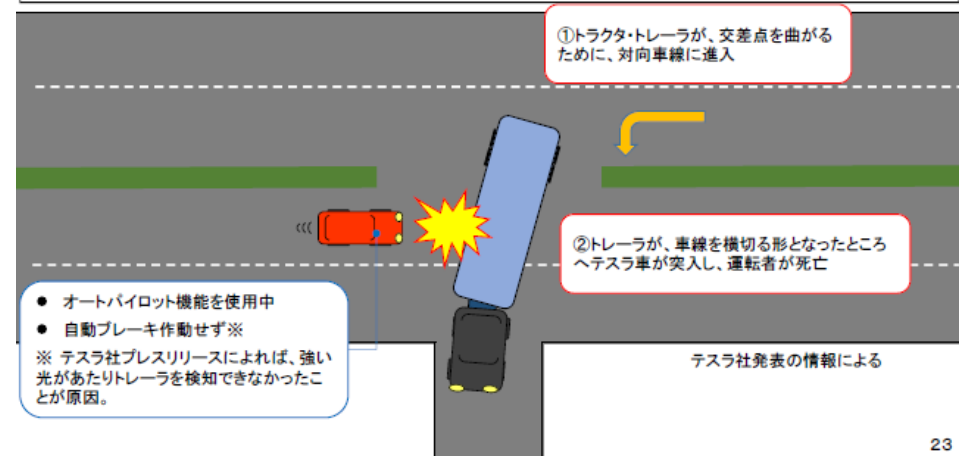 ①トラクタ・トレーラが、交差点を曲がる
ために、対向車線に進入
②トレーラが、車線を横切る形となったところ
へテスラ車が突入し、運転者が死亡
● オートパイロット機能を使用中
● 自動ブレーキ作動せず※
※ テスラ社プレスリリースによれば、強い
光があたりトレーラを検知できなかったこ
とが原因。
テスラ社発表の情報による
23